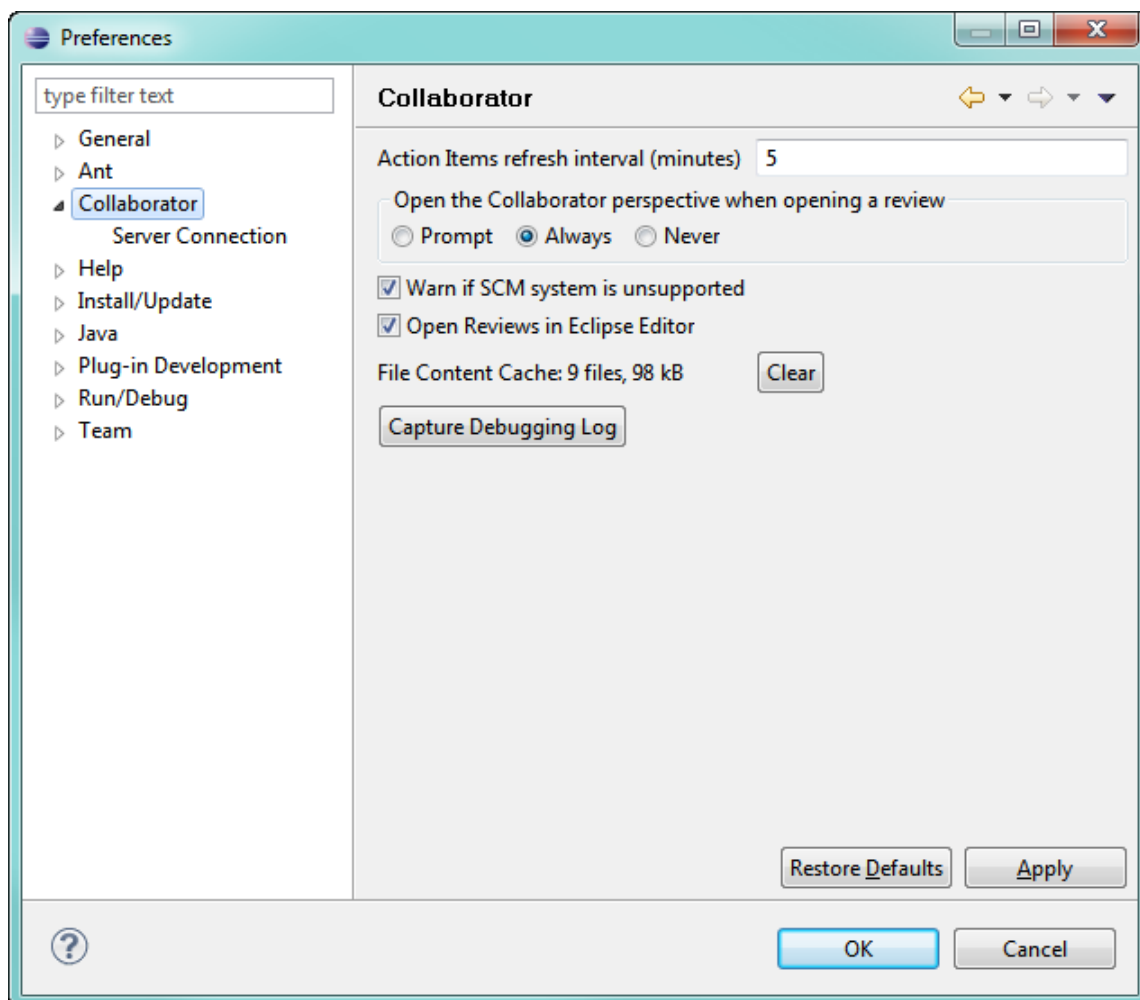 Preferences
type filter text
General
Ant
Collaborator
Server Connection
Help
Install/Update
Java
Plug-in Development
Run/Debug
Team
Collaborator
Action Items refresh interval (minutes) 5
Open the Collaborator perspective when opening a review
Prompt Always Never
Warn if SCM system is unsupported
Open Reviews in Eclipse Editor
File Content Cache: 9 files, 98 kB Clear
Capture Debugging Log
Restore Defaults Apply
? OK Cancel